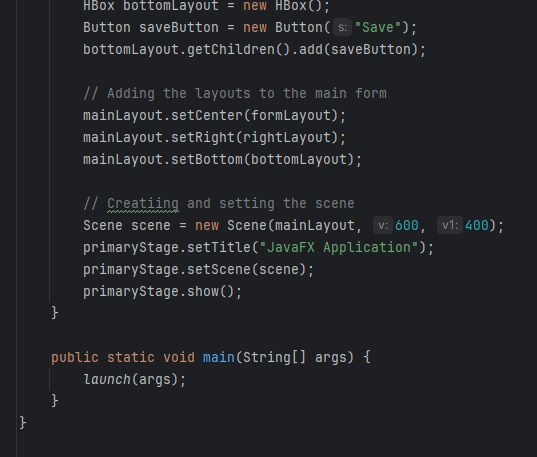 HBox bottomLayout = new HBox();
Button saveButton = new Button( s: "Save");
bottomLayout.getChildren().add(saveButton);
// Adding the layouts to the main form
mainLayout.setCenter(formLayout);
mainLayout.setRight(rightLayout);
mainLayout.setBottom(bottomLayout);
// Creatiing and setting the scene
Scene scene = new Scene(mainLayout, v: 600, v1: 400);
primaryStage.setTitle("JavaFX Application");
primaryStage.setScene(scene);
primaryStage.show();
}
public static void main(String[] args) {
launch(args);
}
}